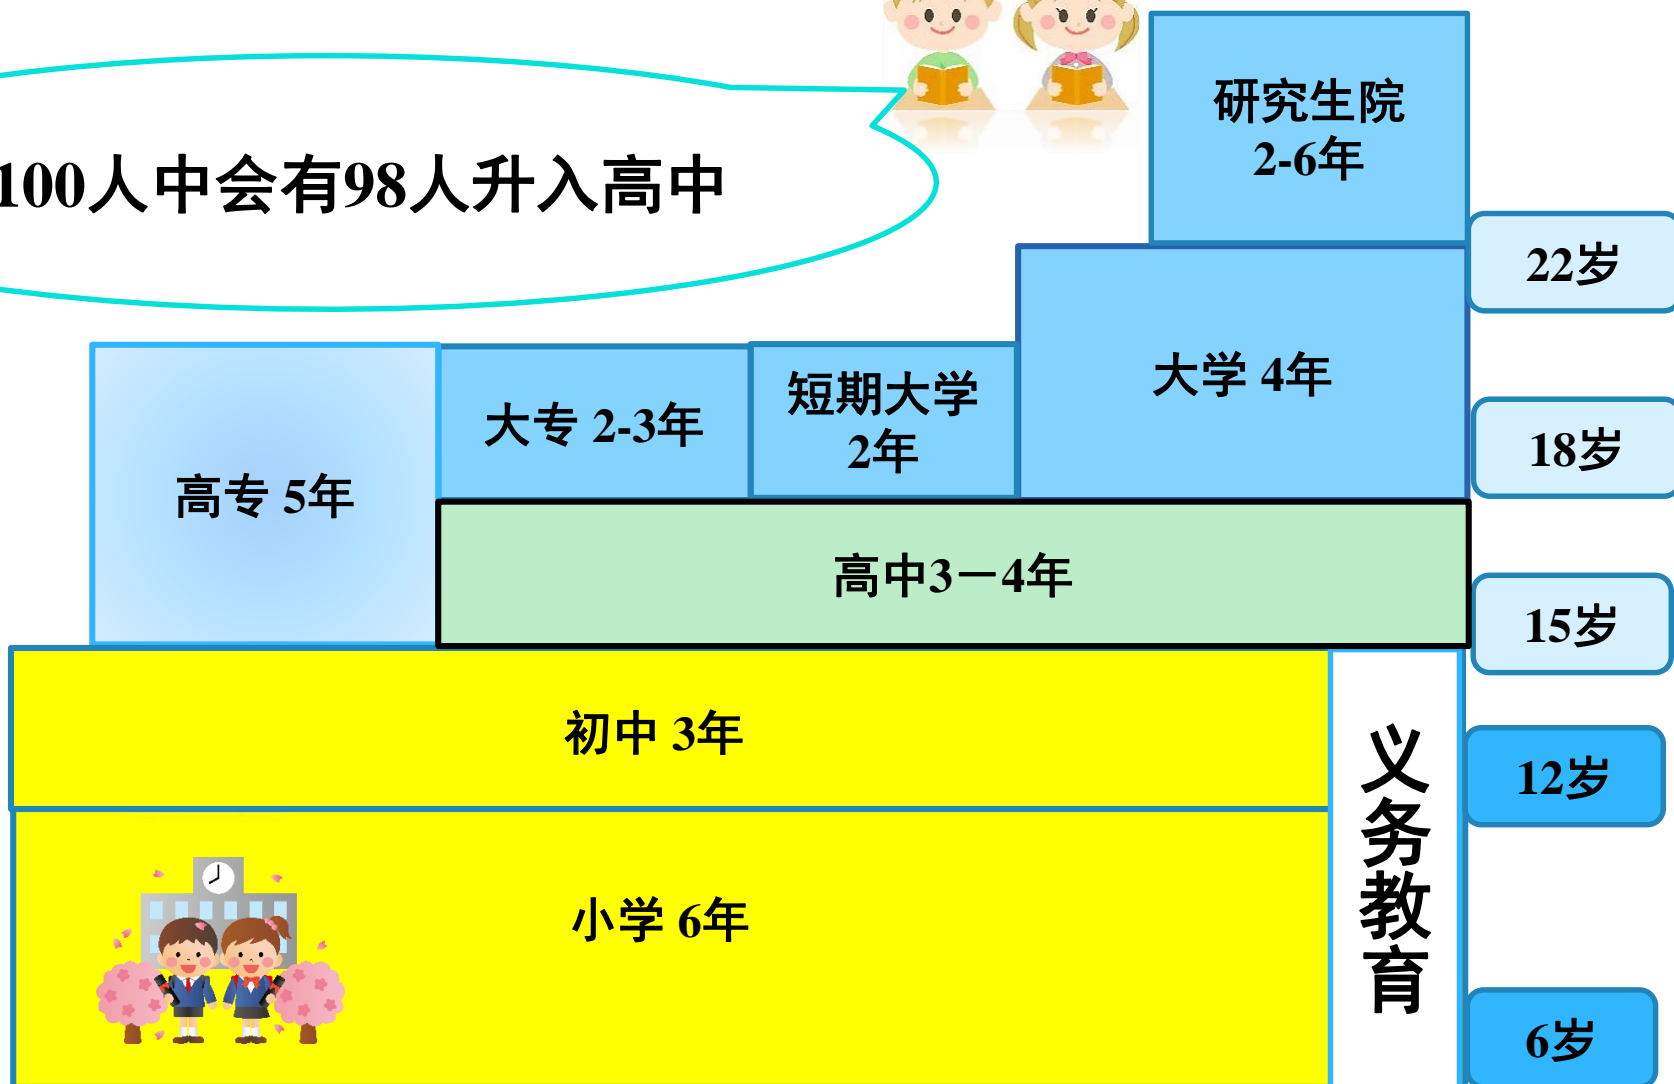 100人中会有98人升入高中
研究生院
2-6年
22岁
大学 4年
短期大学
2年
大专 2-3年
高专 5年
18岁
高中3－4年
15岁
初中 3年
义务教育
12岁
小学 6年
6岁